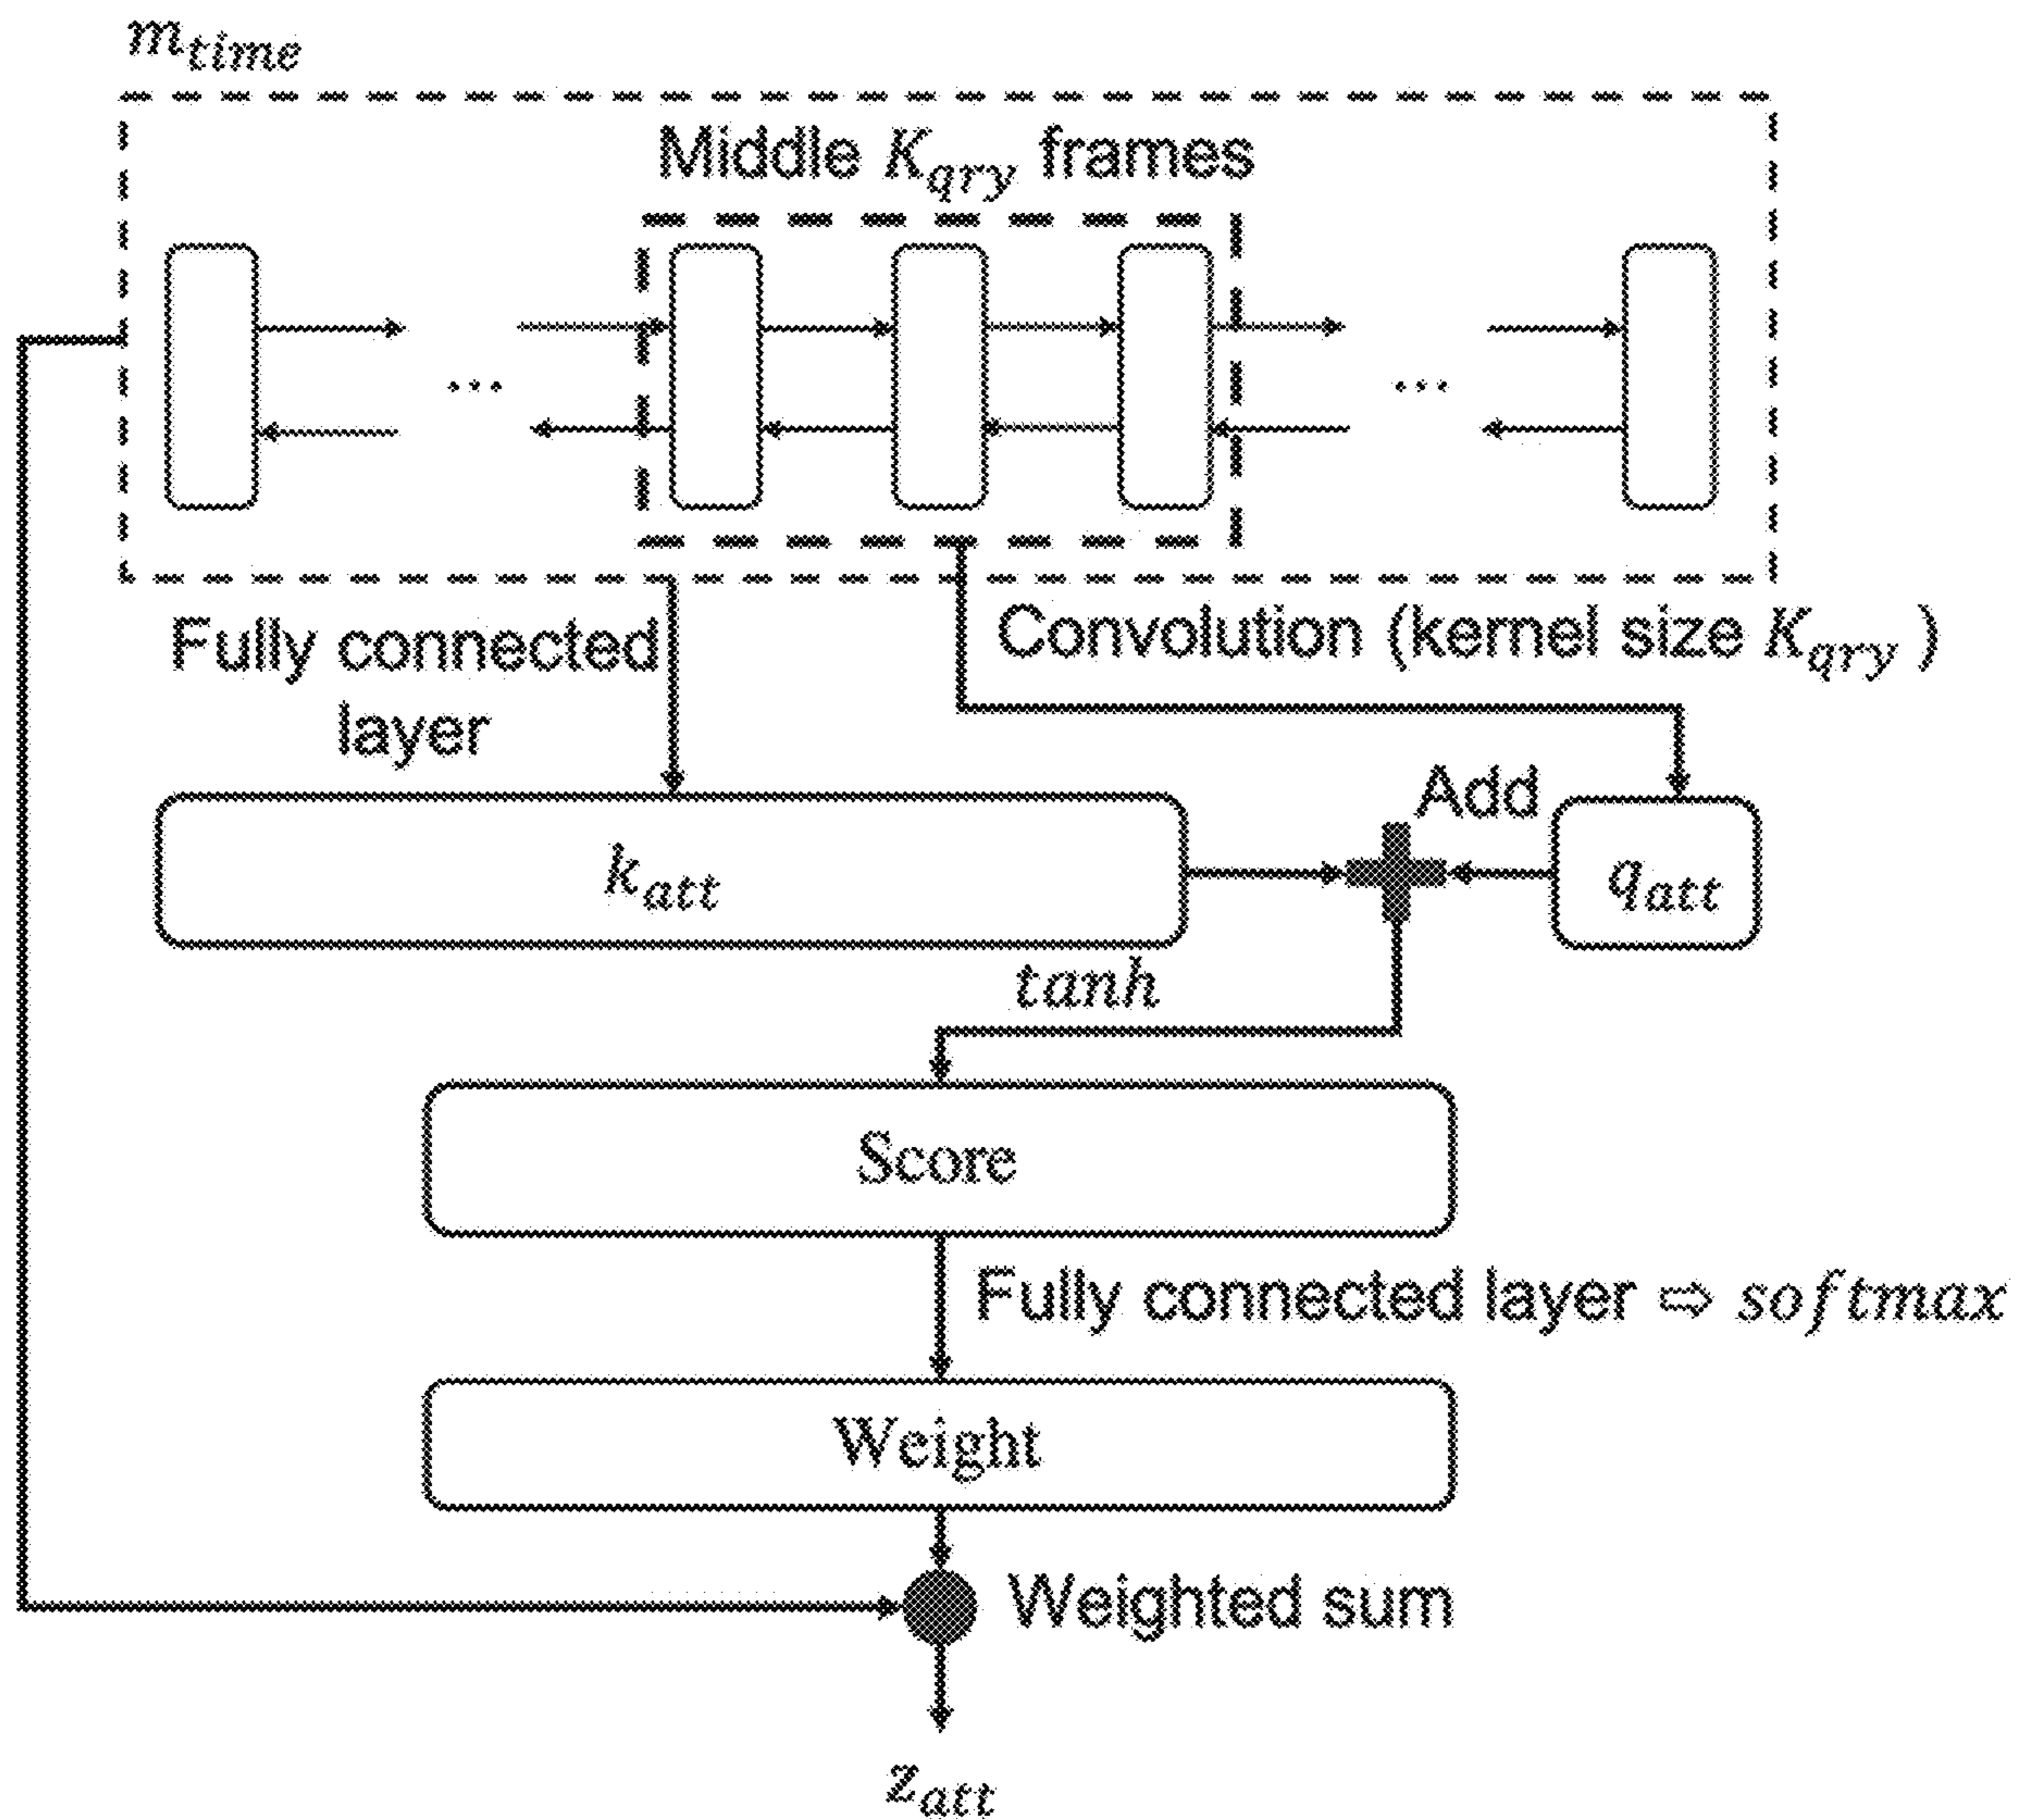 m_time
Middle K_qry frames
...
...
Fully connected
layer
Convolution (kernel size K_qry )
Add
k_att
q_att
tanh
Score
Fully connected layer ⇨ softmax
Weight
Weighted sum
z_att